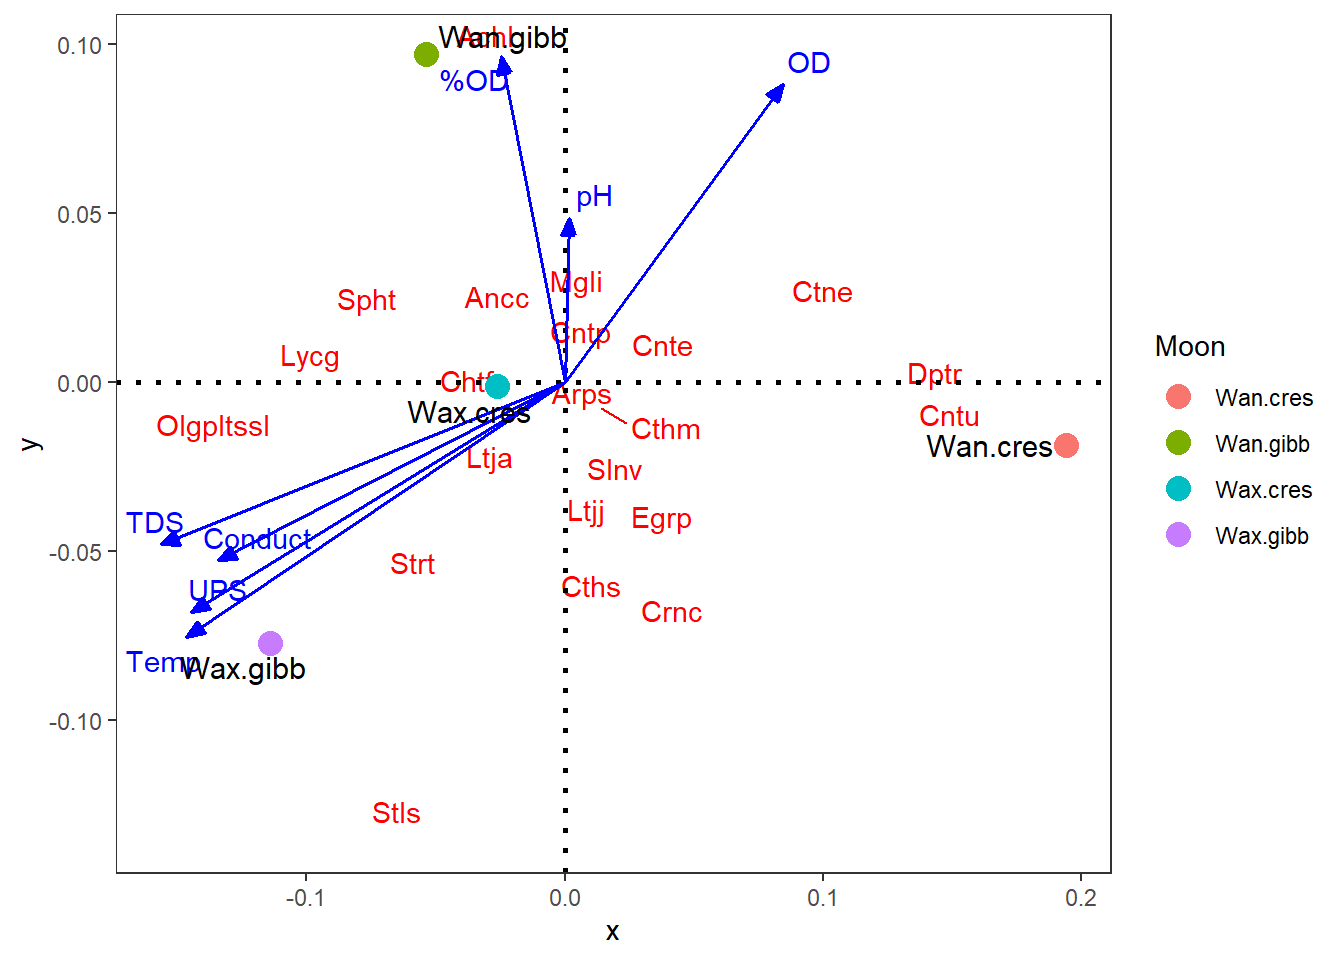 0.10
0.05
0.00
-0.05
-0.10
y
Wan.gibb
Achl
%OD
OD
pH
Mgli
Spht
Ancc
Ctne
Cntp
Cnte
Lycg
Chtf
Dptr
Arps
Wax.cres
Cntu
Olgpltssl
Cthm
Wan.cres
Ltja
Slnv
TDS
Ltjj
Egrp
Conduct
Strt
UPS
Cths
Crnc
Temp
Wax.gibb
Stls
-0.1
0.0
0.1
0.2
x
Moon
Wan.cres
Wan.gibb
Wax.cres
Wax.gibb